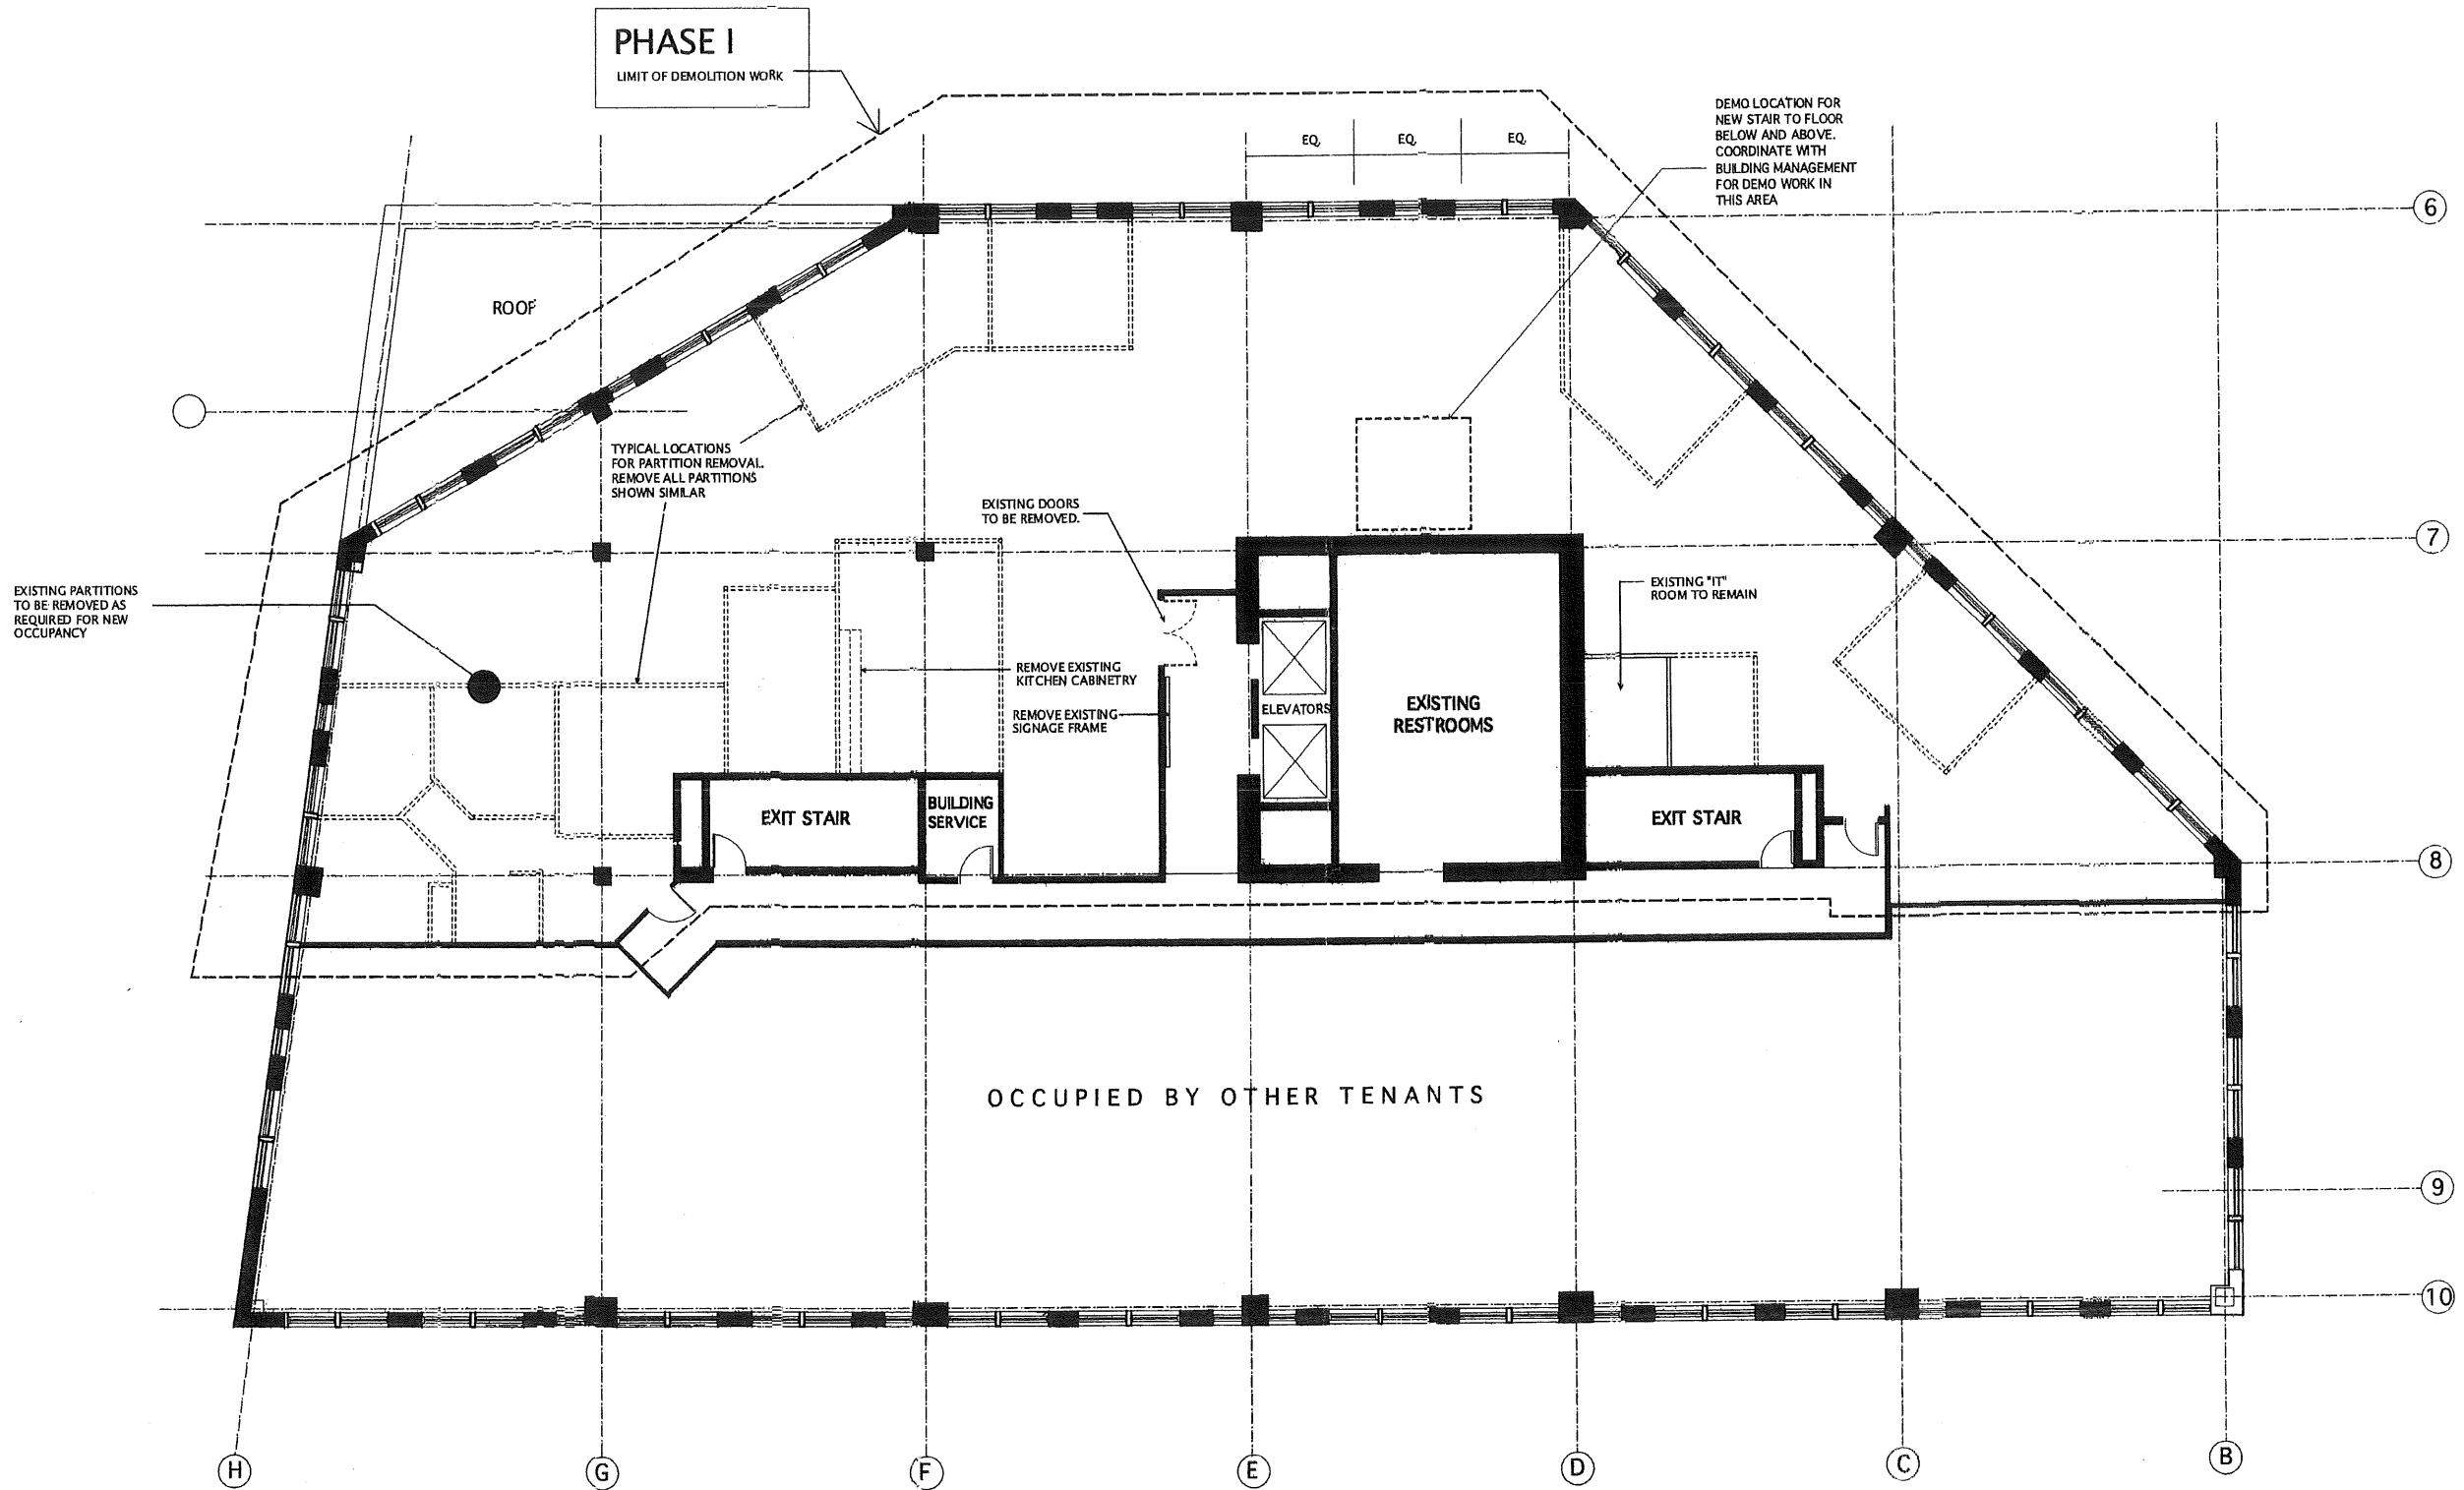 PHASE I
LIMIT OF DEMOLITION WORK
DEMO LOCATION FOR
NEW STAIR TO FLOOR
BELOW AND ABOVE.
COORDINATE WITH
BUILDING MANAGEMENT
FOR DEMO WORK IN
THIS AREA
EQ.
EQ.
EQ.
6
ROOF
TYPICAL LOCATIONS
FOR PARTITION REMOVAL.
REMOVE ALL PARTITIONS
SHOWN SIMILAR
EXISTING DOORS
TO BE REMOVED.
7
EXISTING PARTITIONS
TO BE REMOVED AS
REQUIRED FOR NEW
OCCUPANCY
EXISTING "IT"
ROOM TO REMAIN
REMOVE EXISTING
KITCHEN CABINETRY
REMOVE EXISTING
SIGNAGE FRAME
ELEVATORS
EXISTING
RESTROOMS
EXIT STAIR
BUILDING
SERVICE
EXIT STAIR
8
OCCUPIED BY OTHER TENANTS
9
10
H
G
F
E
D
C
B